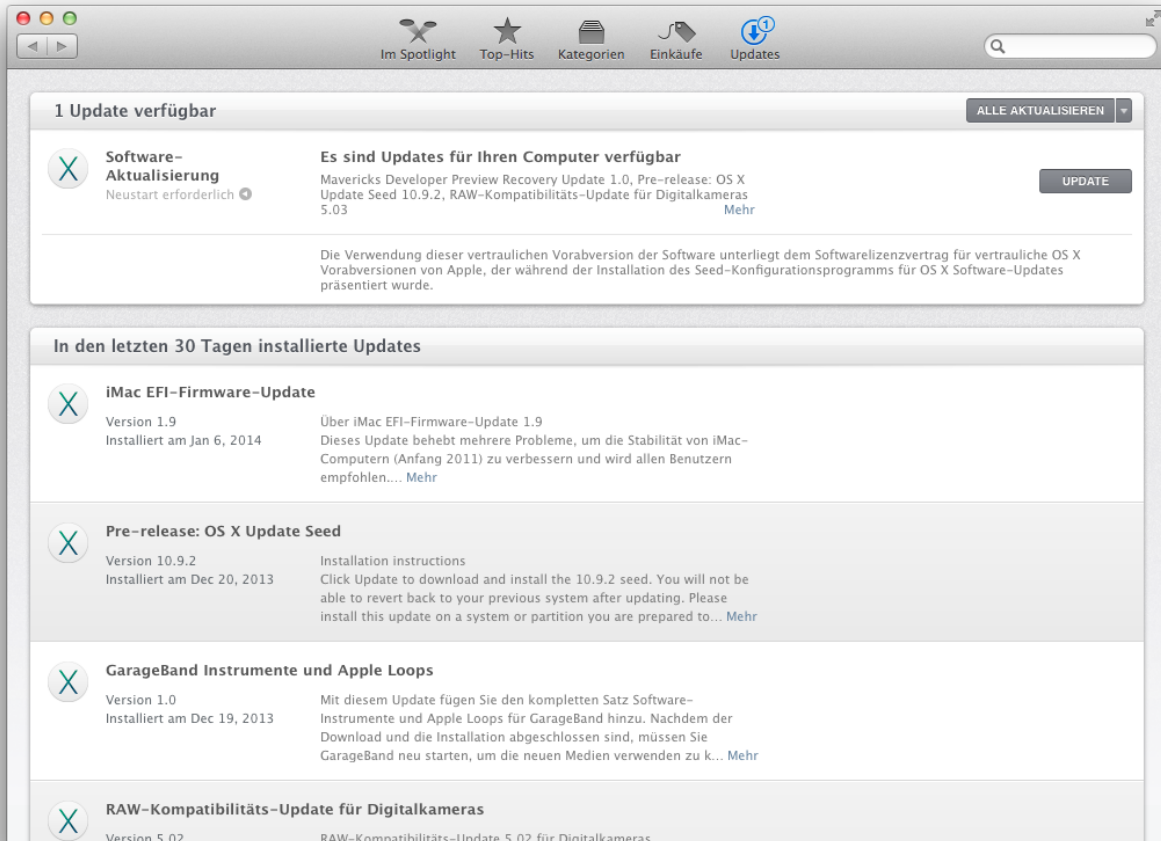 Im Spotlight
Top-Hits
Kategorien
Einkäufe
Updates
1
1 Update verfügbar
ALLE AKTUALISIEREN
Software-
Aktualisierung
Neustart erforderlich
Es sind Updates für Ihren Computer verfügbar
Mavericks Developer Preview Recovery Update 1.0, Pre-release: OS X
Update Seed 10.9.2, RAW-Kompatibilitäts-Update für Digitalkameras
5.03 Mehr
UPDATE
Die Verwendung dieser vertraulichen Vorabversion der Software unterliegt dem Softwarelizenzvertrag für vertrauliche OS X
Vorabversionen von Apple, der während der Installation des Seed-Konfigurationsprogramms für OS X Software-Updates
präsentiert wurde.
In den letzten 30 Tagen installierte Updates
iMac EFI-Firmware-Update
Version 1.9
Installiert am Jan 6, 2014
Über iMac EFI-Firmware-Update 1.9
Dieses Update behebt mehrere Probleme, um die Stabilität von iMac-
Computern (Anfang 2011) zu verbessern und wird allen Benutzern
empfohlen.... Mehr
Pre-release: OS X Update Seed
Version 10.9.2
Installiert am Dec 20, 2013
Installation instructions
Click Update to download and install the 10.9.2 seed. You will not be
able to revert back to your previous system after updating. Please
install this update on a system or partition you are prepared to... Mehr
GarageBand Instrumente und Apple Loops
Version 1.0
Installiert am Dec 19, 2013
Mit diesem Update fügen Sie den kompletten Satz Software-
Instrumente und Apple Loops für GarageBand hinzu. Nachdem der
Download und die Installation abgeschlossen sind, müssen Sie
GarageBand neu starten, um die neuen Medien verwenden zu k... Mehr
RAW-Kompatibilitäts-Update für Digitalkameras
Version 5.02
RAW-Kompatibilitäts-Update 5.02 für Digitalkameras